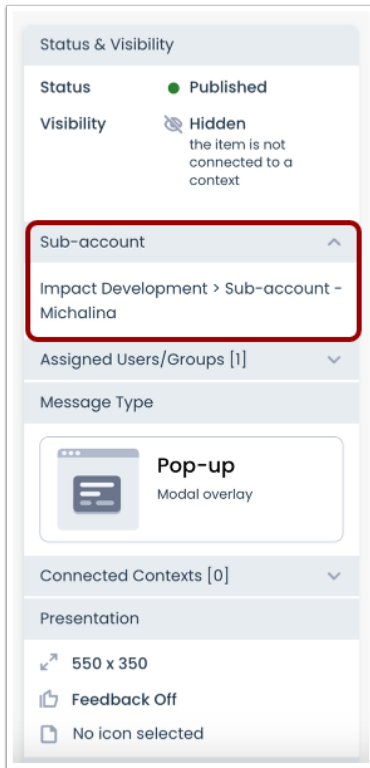 Status & Visibility
Status Published
Visibility Hidden
the item is not
connected to a
context
Sub-account
Impact Development > Sub-account -
Michalina
Assigned Users/Groups [1]
Message Type
Pop-up
Modal overlay
Connected Contexts [0]
Presentation
550 x 350
Feedback Off
No icon selected